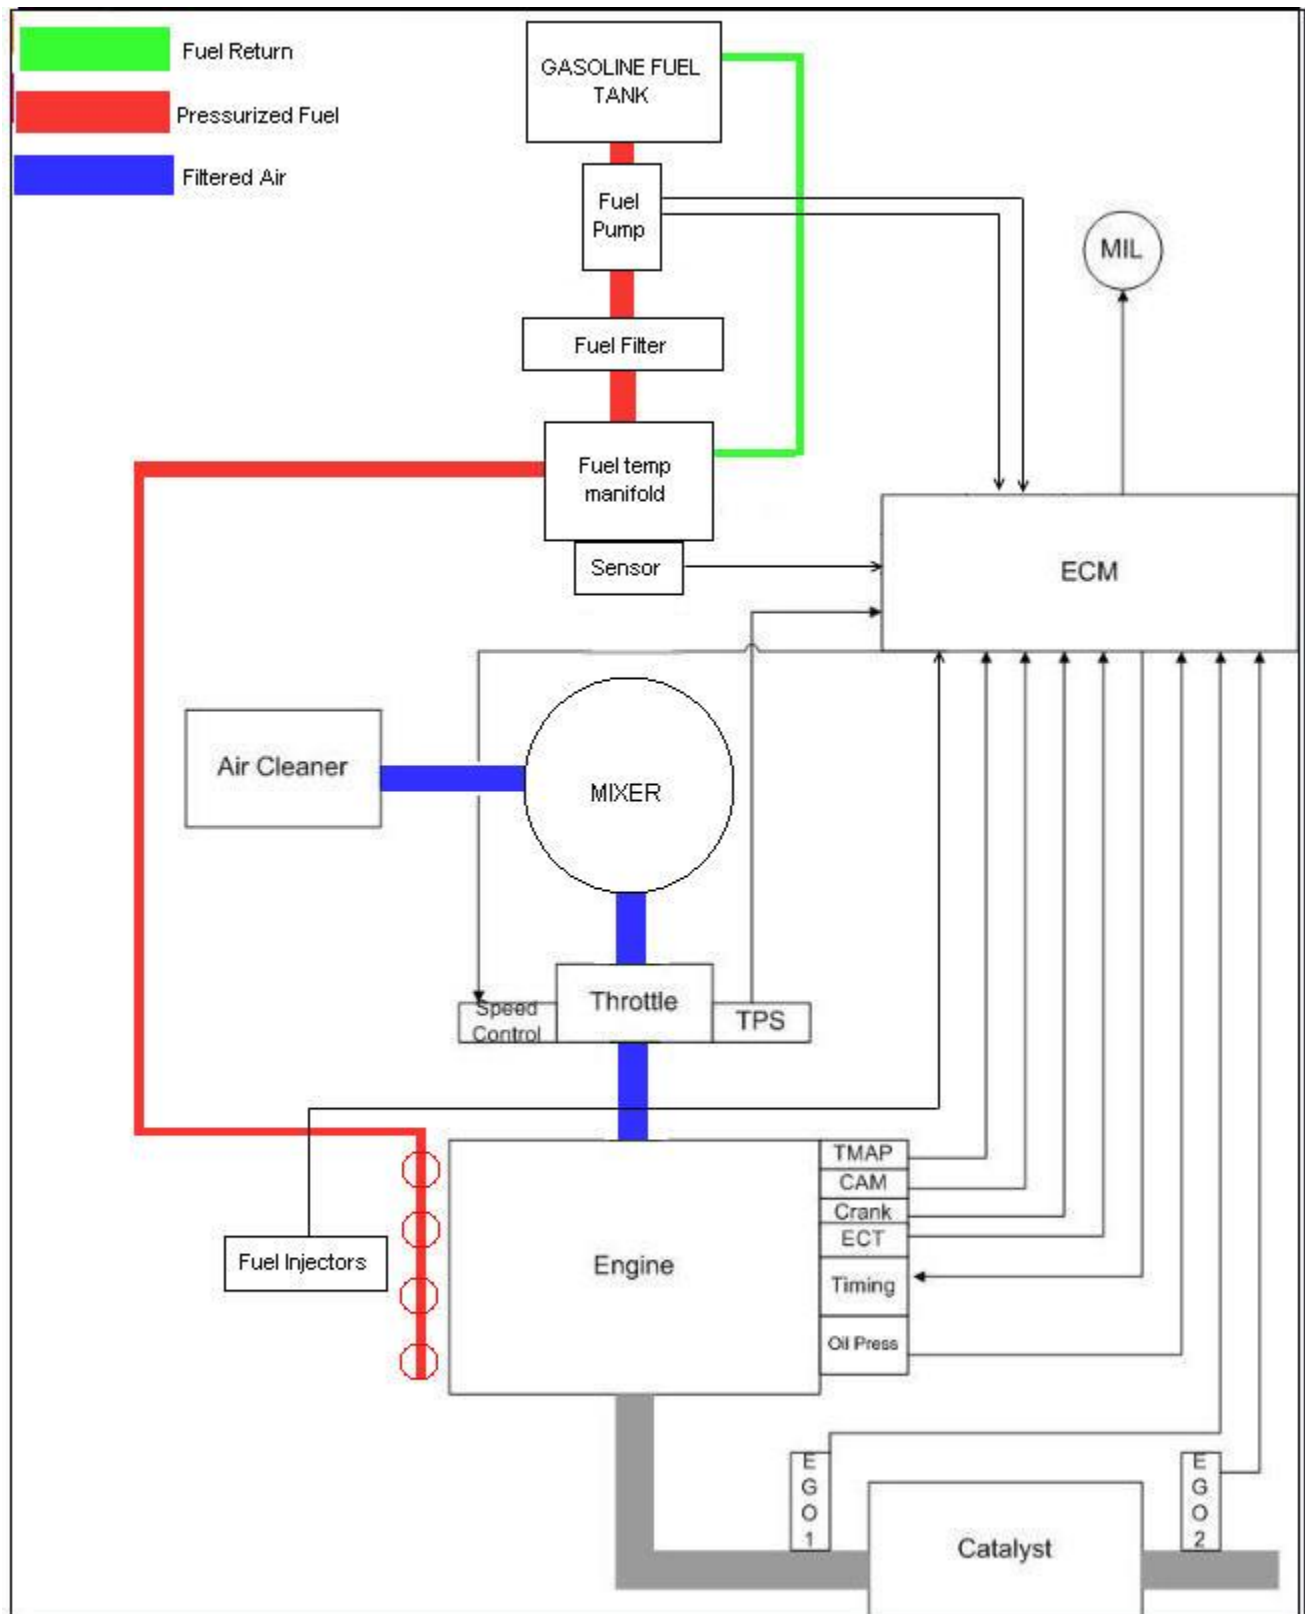 Fuel Return
Pressurized Fuel
Filtered Air
GASOLINE FUEL
TANK
Fuel
Pump
MIL
Fuel Filter
Fuel temp
manifold
Sensor
ECM
Air Cleaner
MIXER
Throttle
Speed
Control
TPS
TMAP
CAM
Crank
ECT
Timing
Oil Press
Engine
Fuel Injectors
E
G
O
1
E
G
O
2
Catalyst